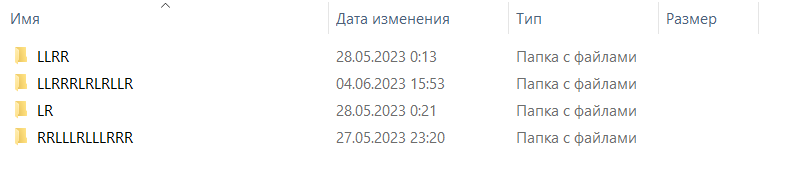 Имя Дата изменения Тип Размер
LLRR 28.05.2023 0:13 Папка с файлами
LLRRRLRLRLLR 04.06.2023 15:53 Папка с файлами
LR 28.05.2023 0:21 Папка с файлами
RRLLLRLLLRRR 27.05.2023 23:20 Папка с файлами